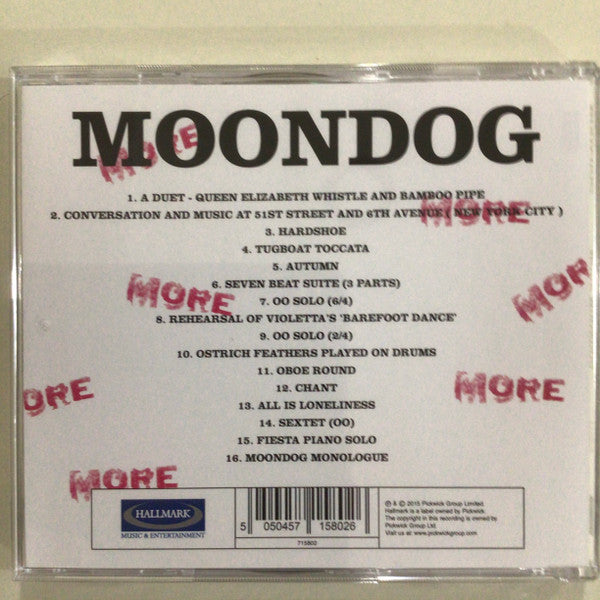 MOONDOG
MORE
1. A DUET - QUEEN ELIZABETH WHISTLE AND BAMBOO PIPE
2. CONVERSATION AND MUSIC AT 51ST STREET AND 6TH AVENUE ( NEW YORK CITY )
MORE
3. HARDSHOE
4. TUGBOAT TOCCATA
5. AUTUMN
6. SEVEN BEAT SUITE (3 PARTS)
MORE
MORE
7. OO SOLO (6/4)
8. REHEARSAL OF VIOLETTA'S 'BAREFOOT DANCE'
9. OO SOLO (2/4)
10. OSTRICH FEATHERS PLAYED ON DRUMS
11. OBOE ROUND
12. CHANT
ORE
MORE
13. ALL IS LONELINESS
14. SEXTET (OO)
15. FIESTA PIANO SOLO
16. MOONDOG MONOLOGUE
MORE
HALLMARK
MUSIC & ENTERTAINMENT
5 050457 158026
715802
℗ & © 2015 Pickwick Group Limited.
Hallmark is a label owned by Pickwick.
The copyright in this recording is owned by
Pickwick Group Ltd.
Visit us at: www.pickwickgroup.com